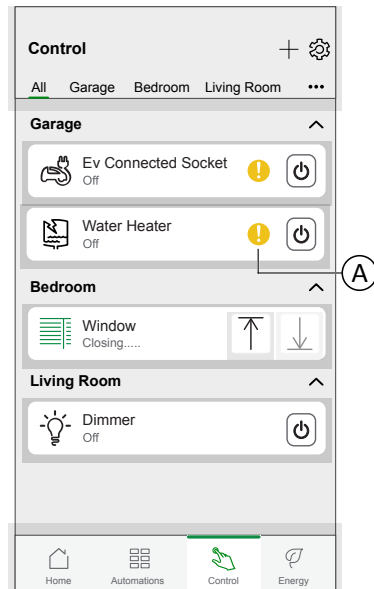 Control
All Garage Bedroom Living Room •••
Garage
Ev Connected Socket
Off
Water Heater
Off
A
Bedroom
Window
Closing.....
Living Room
Dimmer
Off
Home Automations Control Energy